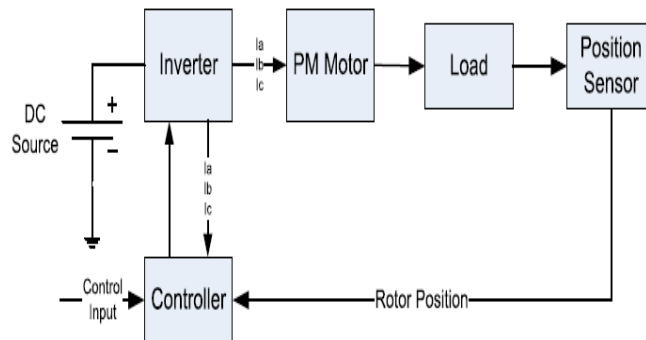 Inverter
Ia
Ib
Ic
PM Motor
Load
Position
Sensor
DC
Source
+
-
Ia
Ib
Ic
Control
Input
Controller
Rotor Position